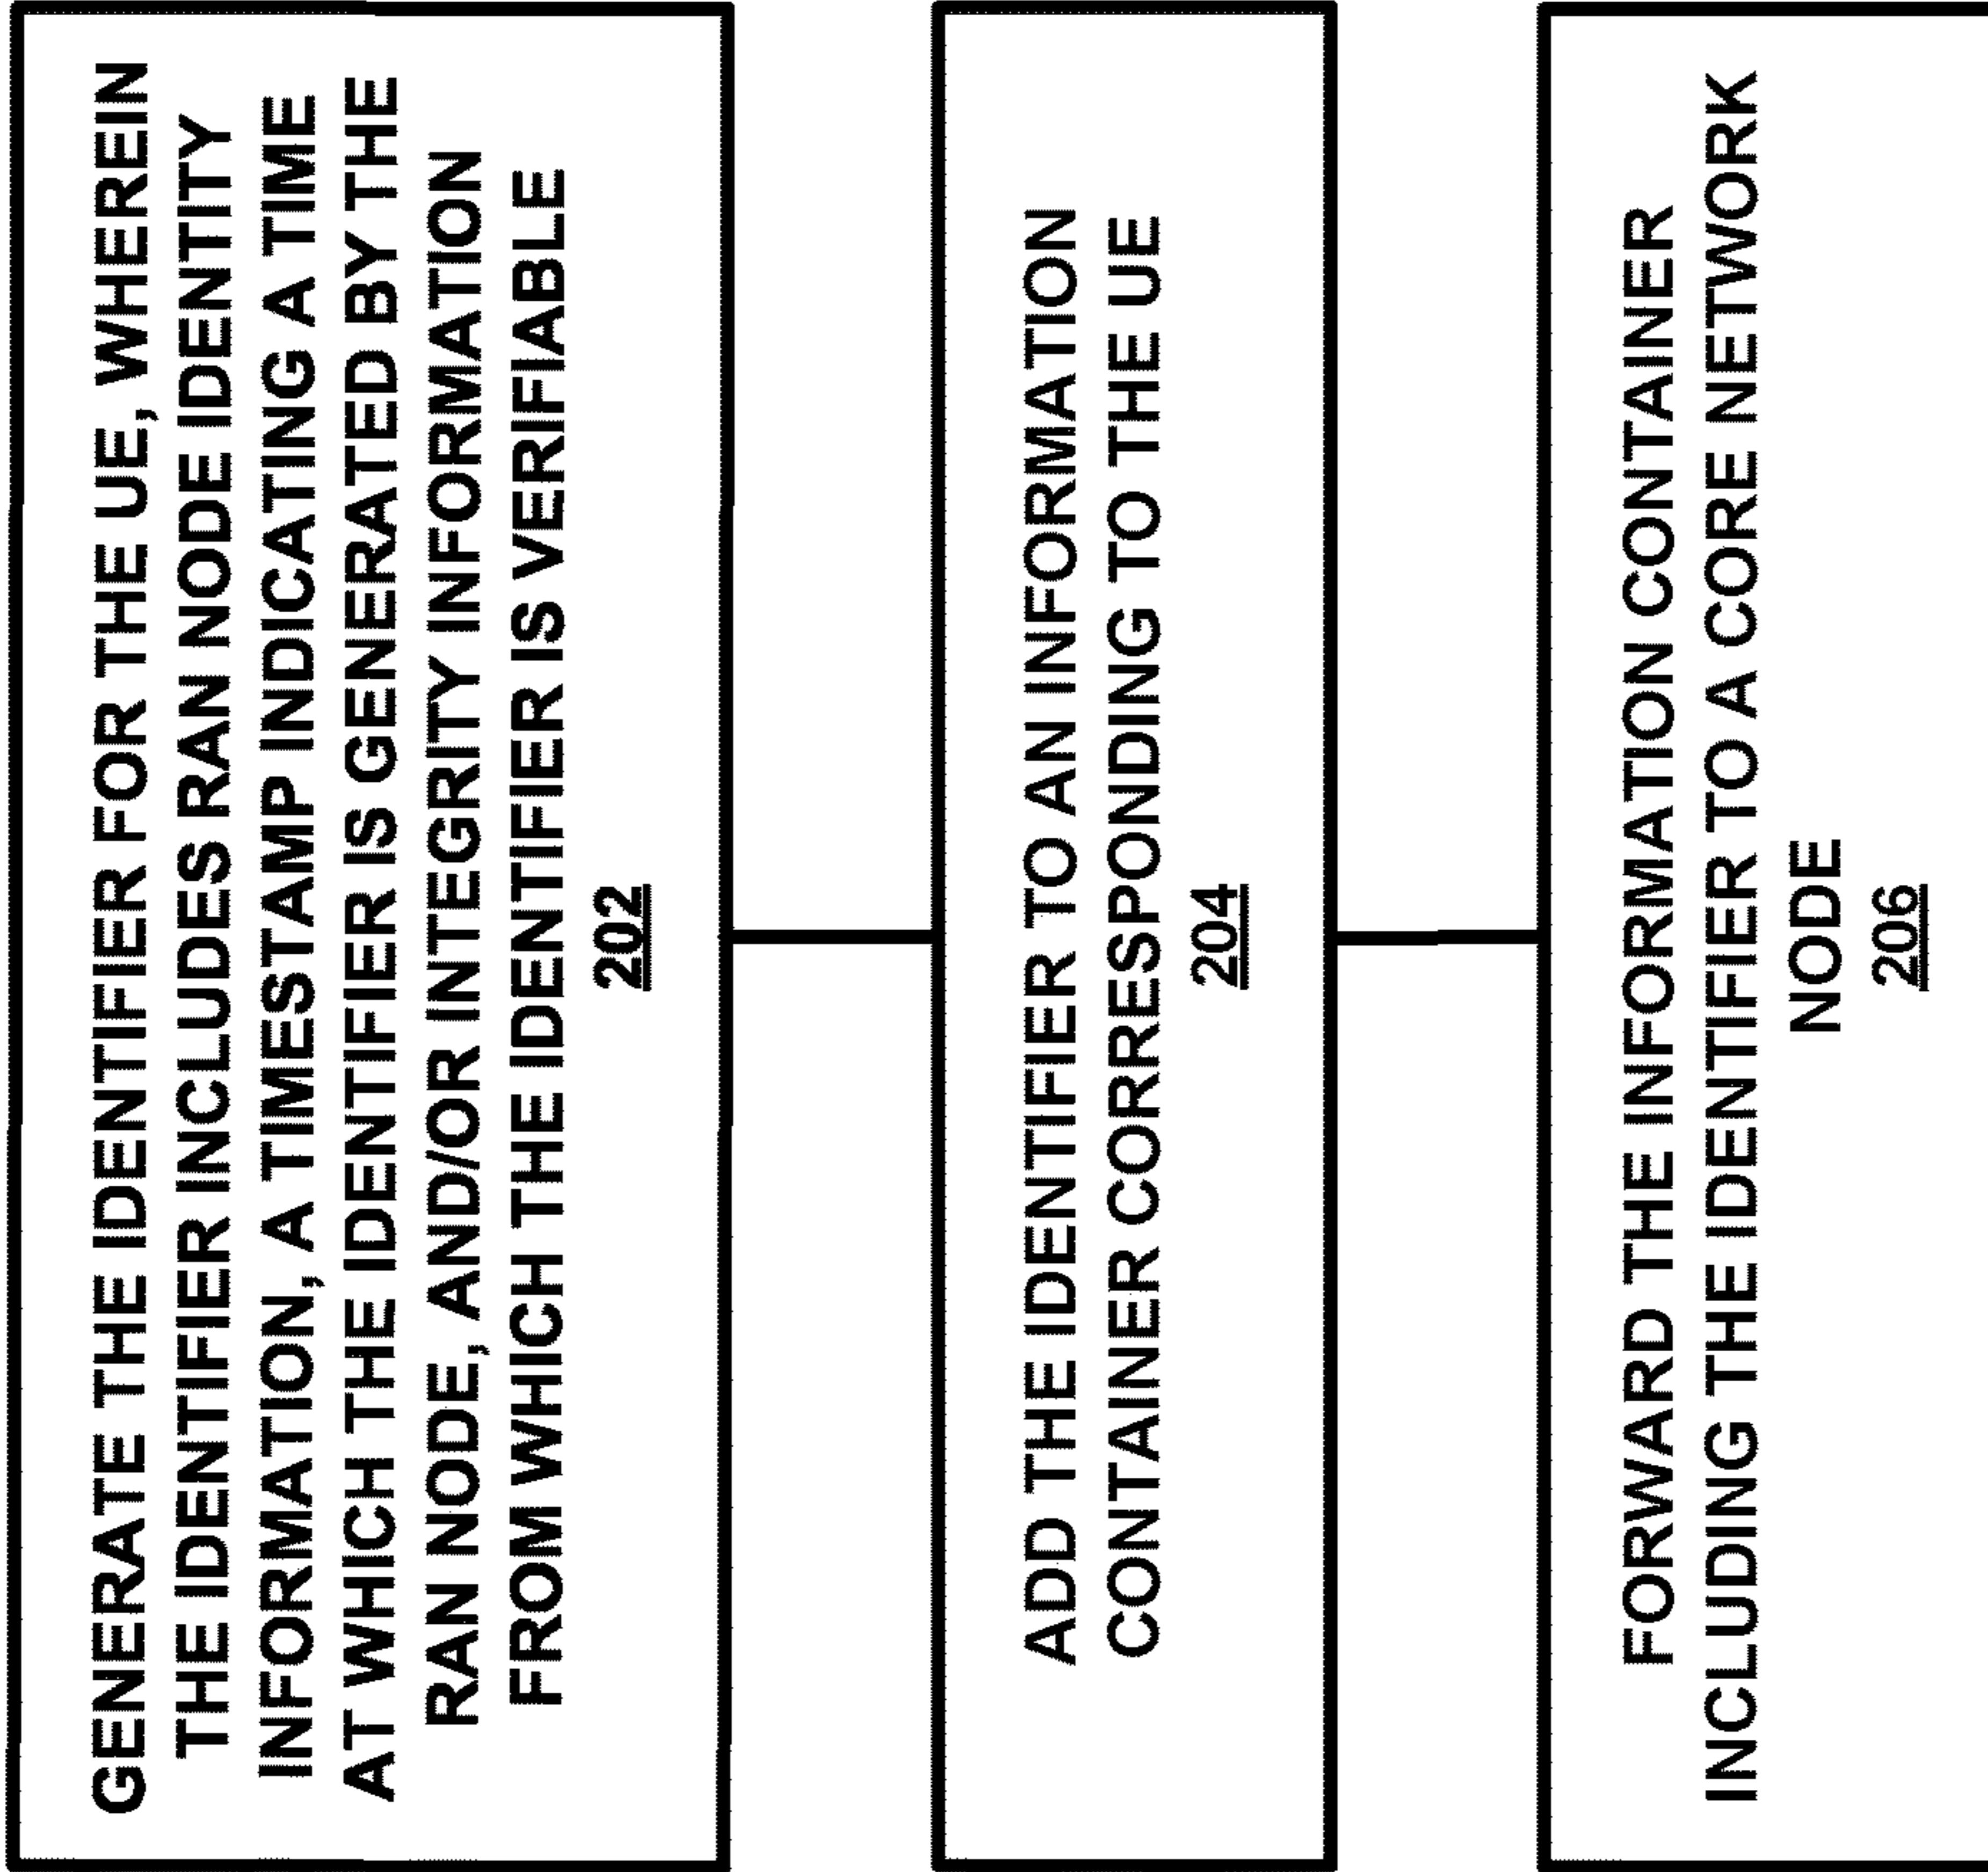 GENERATE THE IDENTIFIER FOR THE UE, WHEREIN
THE IDENTIFIER INCLUDES RAN NODE IDENTITY
INFORMATION, A TIMESTAMP INDICATING A TIME
AT WHICH THE IDENTIFIER IS GENERATED BY THE
RAN NODE, AND/OR INTEGRITY INFORMATION
FROM WHICH THE IDENTIFIER IS VERIFIABLE
202
ADD THE IDENTIFIER TO AN INFORMATION
CONTAINER CORRESPONDING TO THE UE
204
FORWARD THE INFORMATION CONTAINER
INCLUDING THE IDENTIFIER TO A CORE NETWORK
NODE
206